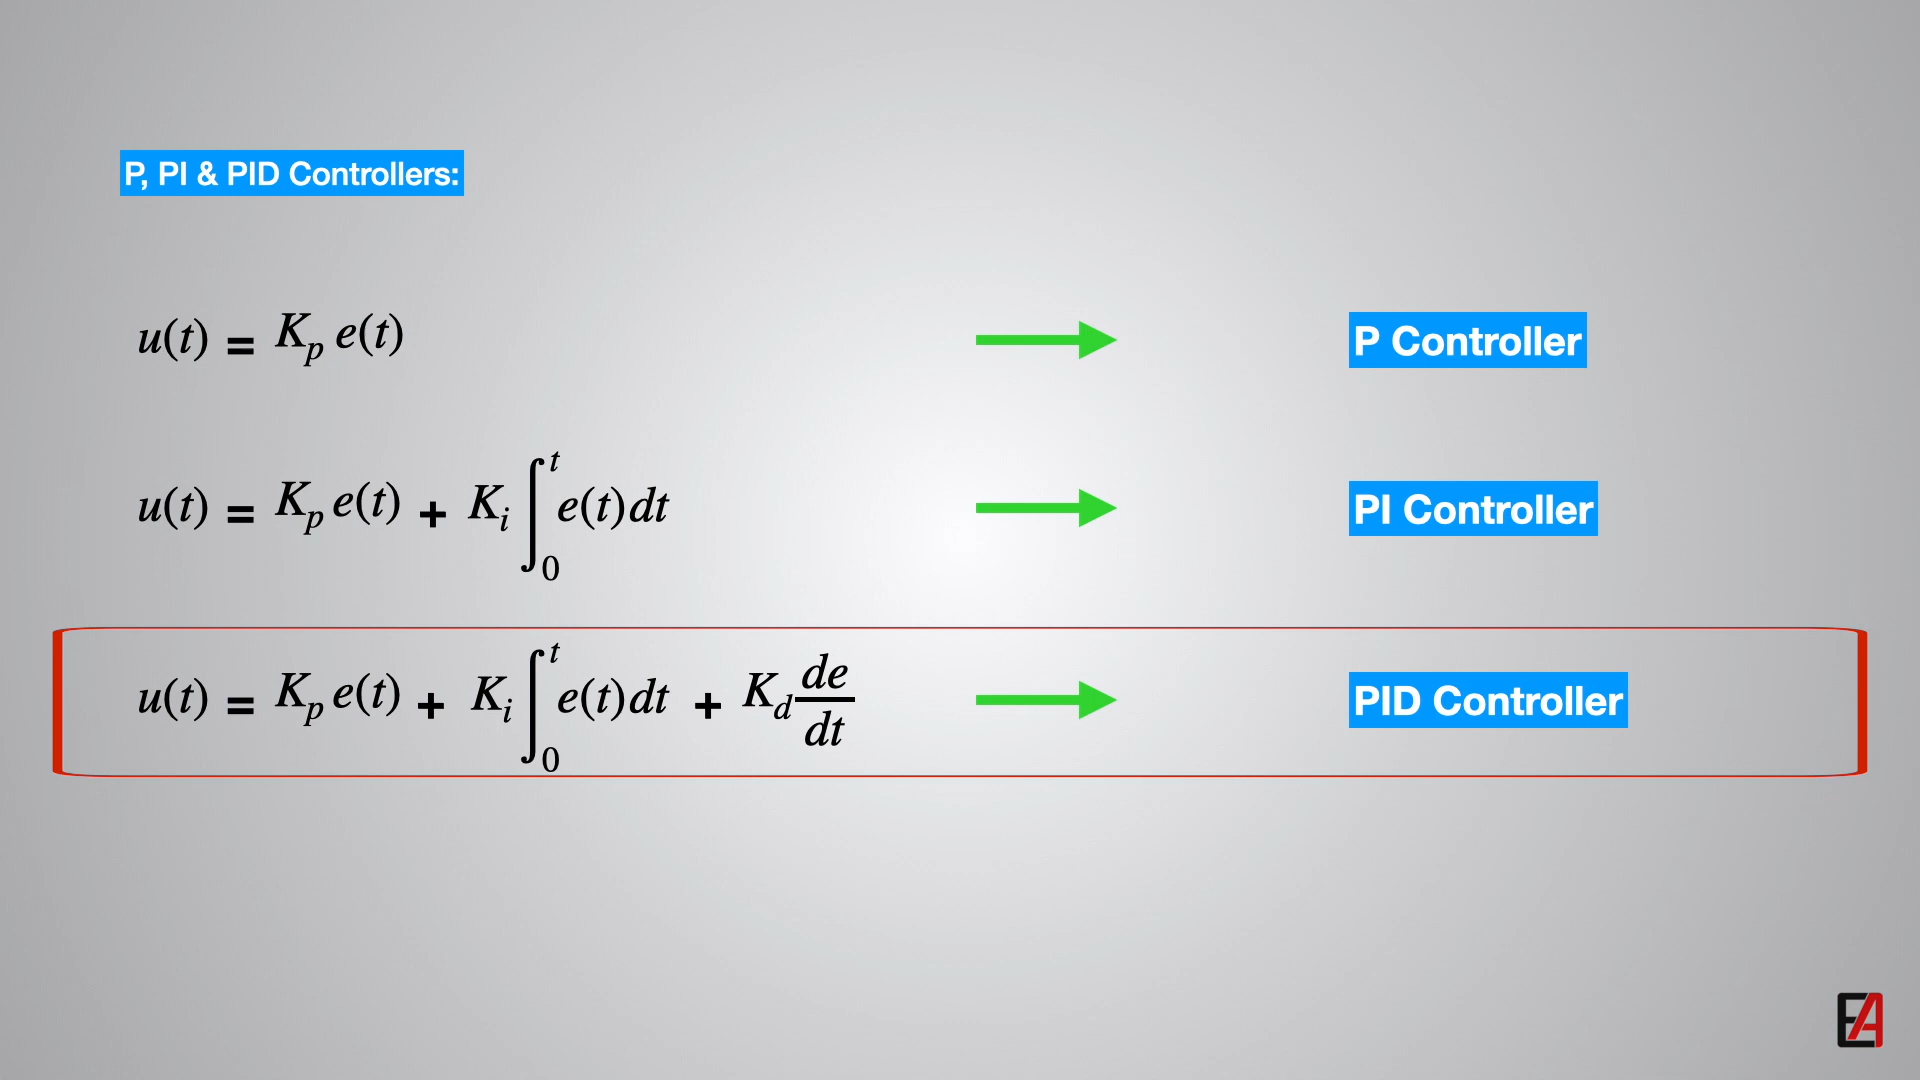 P, PI & PID Controllers:
u(t) = K_p e(t) P Controller
u(t) = K_p e(t) + K_i ∫_0^t e(t)dt PI Controller
u(t) = K_p e(t) + K_i ∫_0^t e(t)dt + K_d de/dt PID Controller
EA